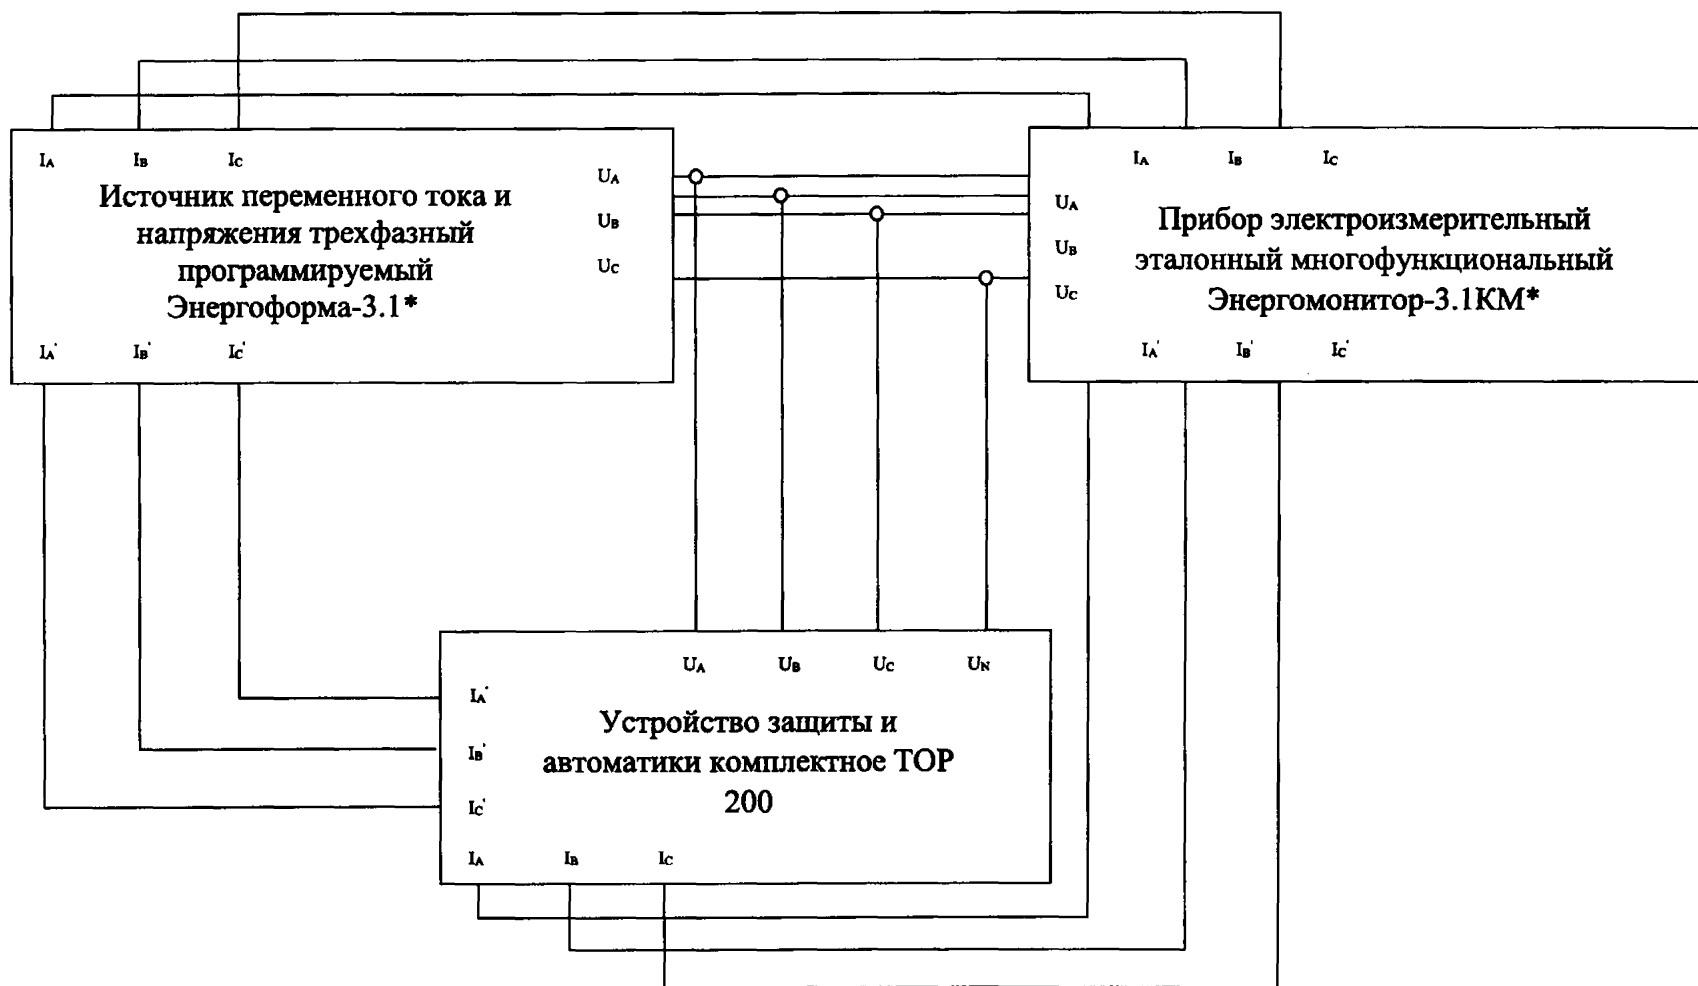 IA IB IC
Источник переменного тока и
напряжения трехфазный
программируемый
Энергоформа-3.1*
UA
UB
UC
IA' IB' IC'
IA IB IC
UA
UB
UC
Прибор электроизмерительный
эталонный многофункциональный
Энергомонитор-3.1КМ*
IA' IB' IC'
UA UB UC UN
IA'
IB'
IC'
Устройство защиты и
автоматики комплектное ТОР
200
IA IB IC